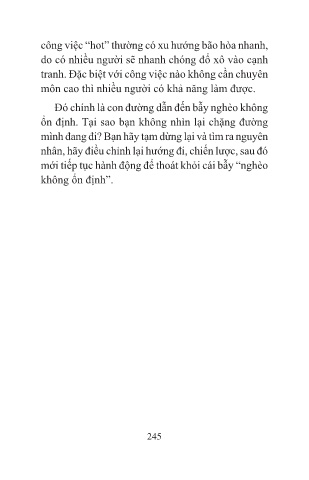 công việc “hot” thường có xu hướng bão hòa nhanh,
do có nhiều người sẽ nhanh chóng đổ xô vào cạnh
tranh. Đặc biệt với công việc nào không cần chuyên
môn cao thì nhiều người có khả năng làm được.
Đó chính là con đường dẫn đến bẫy nghèo không
ổn định. Tại sao bạn không nhìn lại chặng đường
mình đang đi? Bạn hãy tạm dừng lại và tìm ra nguyên
nhân, hãy điều chỉnh lại hướng đi, chiến lược, sau đó
mới tiếp tục hành động để thoát khỏi cái bẫy “nghèo
không ổn định”.
245